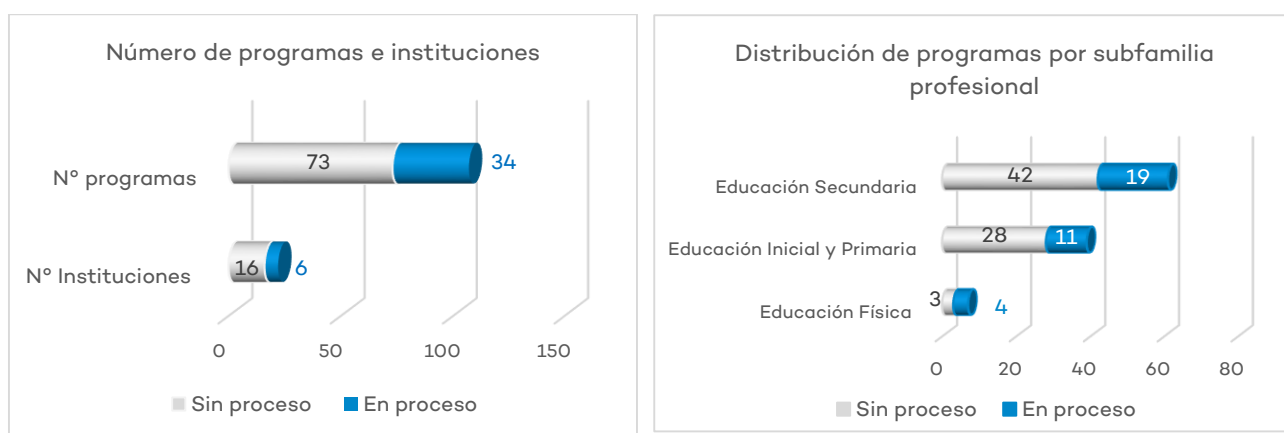 Número de programas e instituciones
N° programas
73
34
N° Instituciones
16
6
0
50
100
150
Sin proceso
En proceso
Distribución de programas por subfamilia
profesional
Educación Secundaria
42
19
Educación Inicial y Primaria
28
11
Educación Física
3
4
0
20
40
60
80
Sin proceso
En proceso